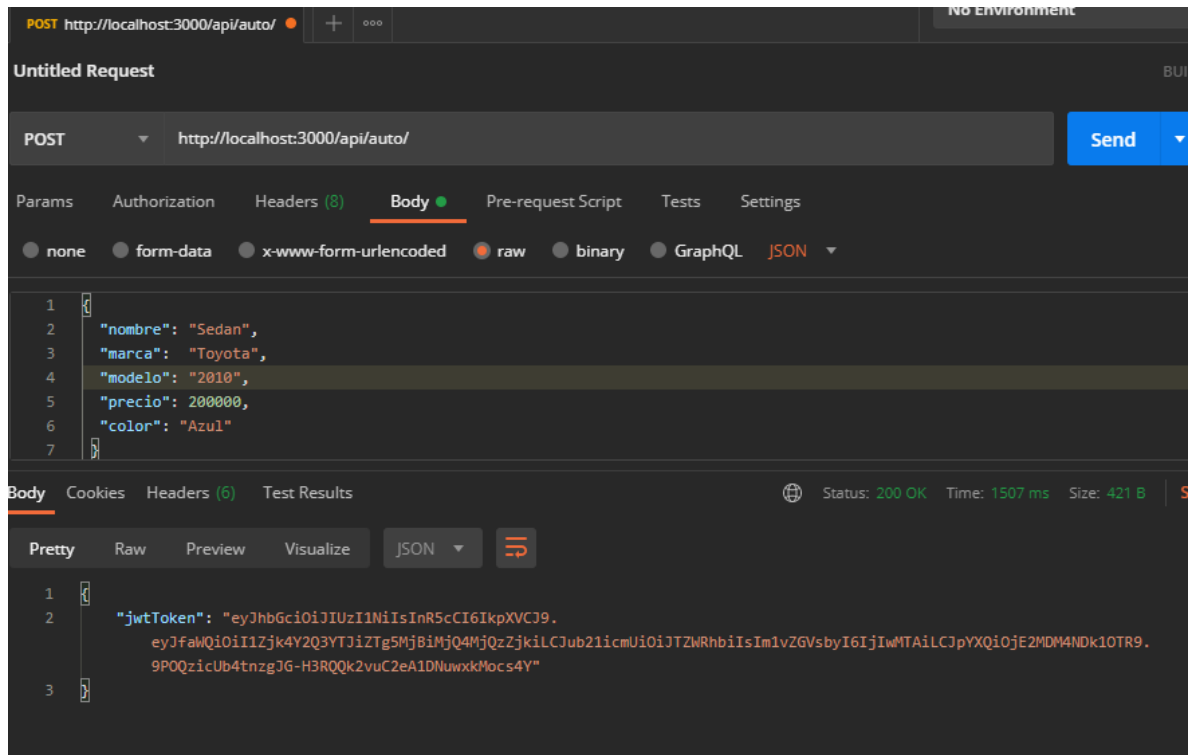 POST http://localhost:3000/api/auto/
No Environment
Untitled Request
BUI
POST http://localhost:3000/api/auto/ Send
Params Authorization Headers (8) Body Pre-request Script Tests Settings
none form-data x-www-form-urlencoded raw binary GraphQL JSON
1 {
2 "nombre": "Sedan",
3 "marca": "Toyota",
4 "modelo": "2010",
5 "precio": 200000,
6 "color": "Azul"
7 }
Body Cookies Headers (6) Test Results Status: 200 OK Time: 1507 ms Size: 421 B S
Pretty Raw Preview Visualize JSON
1 {
2 "jwtToken": "eyJhbGciOiJIUzI1NiIsInR5cCI6IkpXVCJ9.
eyJfaWQiOiI1Zjk4Y2Q3YTJiZTg5MjBiMjQ4MjQzZjkiLCJub21icmUiOiJTZWRhbiIsIm1vZGVsbyI6IjIwMTAiLCJpYXQiOjE2MDM4NDk1OTR9.
9POQzicUb4tnzgJG-H3RQQk2vuC2eA1DNuwxkMocs4Y"
3 }